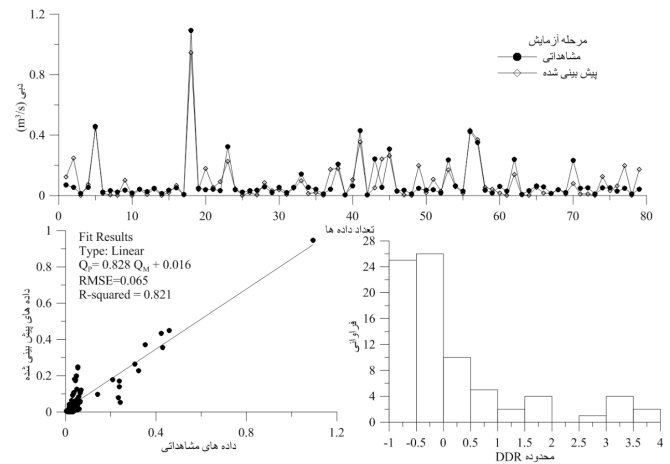 1.2
0.8
0.4
0
دبی (m³/s)
مرحله آزمایش
مشاهداتی
پیش بینی شده
0 10 20 30 40 50 60 70 80
تعداد داده ها
1
0.8
0.6
0.4
0.2
0
داده های پیش بینی شده
Fit Results
Type: Linear
Q_P= 0.828 Q_M + 0.016
RMSE=0.065
R-squared = 0.821
0 0.4 0.8 1.2
داده های مشاهداتی
28
24
20
16
12
8
4
0
فراوانی
-1 -0.5 0 0.5 1 1.5 2 2.5 3 3.5 4
محدوده DDR